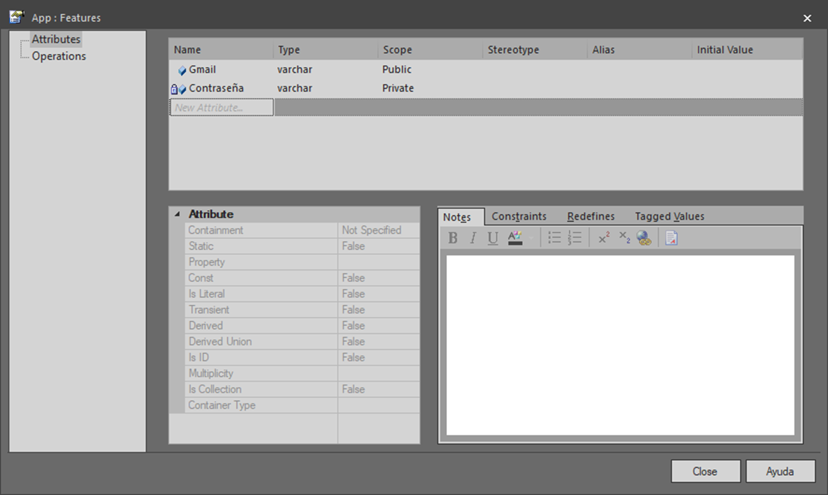 App : Features
Attributes
Operations
Name Type Scope Stereotype Alias Initial Value
Gmail varchar Public
Contraseña varchar Private
New Attribute...
Attribute
Containment Not Specified
Static False
Property
Const False
Is Literal False
Transient False
Derived False
Derived Union False
Is ID False
Multiplicity
Is Collection False
Container Type
Notes Constraints Redefines Tagged Values
B I U A x² x₂
Close Ayuda